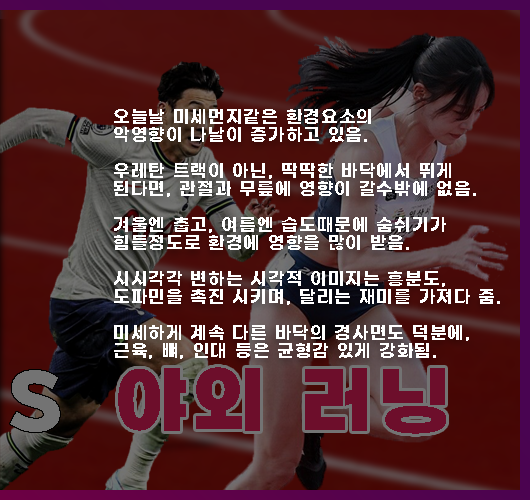 오늘날 미세먼지같은 환경요소의
악영향이 나날이 증가하고 있음.
우레탄 트랙이 아닌, 딱딱한 바닥에서 뛰게
된다면, 관절과 무릎에 영향이 갈수밖에 없음.
겨울엔 춥고, 여름엔 습도때문에 숨쉬기가
힘들정도로 환경에 영향을 많이 받음.
시시각각 변하는 시각적 이미지는 흥분도,
도파민을 촉진 시키며, 달리는 재미를 가져다 줌.
미세하게 계속 다른 바닥의 경사면도 덕분에,
근육, 뼈, 인대 등은 균형감 있게 강화됨.
S 야외 러닝